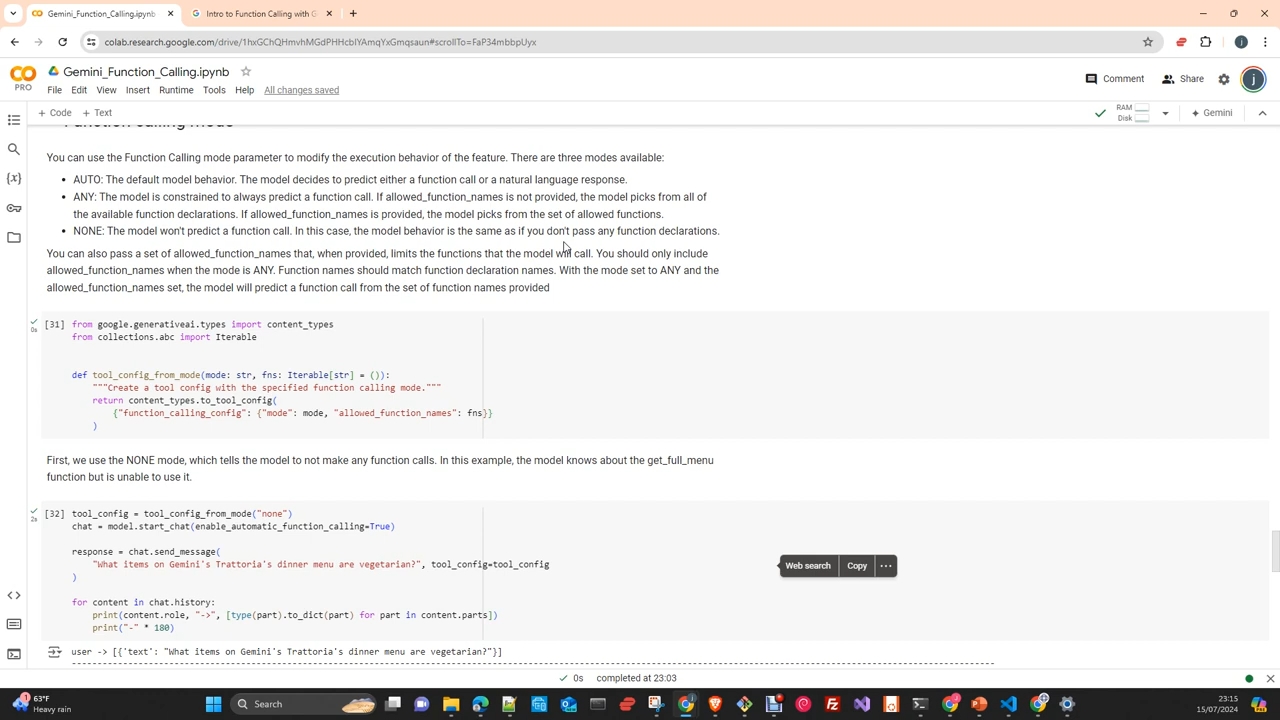 Gemini_Function_Calling.ipynb
Intro to Function Calling with G
colab.research.google.com/drive/1hxGChQHmvhMGdPHHcblYAmqYxGmqsaun#scrollTo=FaP34mbbpUyx
j
PRO
Gemini_Function_Calling.ipynb
Comment
Share
j
File Edit View Insert Runtime Tools Help All changes saved
+ Code + Text
RAM
Disk
Gemini
Function calling mode
You can use the Function Calling mode parameter to modify the execution behavior of the feature. There are three modes available:
• AUTO: The default model behavior. The model decides to predict either a function call or a natural language response.
• ANY: The model is constrained to always predict a function call. If allowed_function_names is not provided, the model picks from all of
the available function declarations. If allowed_function_names is provided, the model picks from the set of allowed functions.
• NONE: The model won't predict a function call. In this case, the model behavior is the same as if you don't pass any function declarations.
You can also pass a set of allowed_function_names that, when provided, limits the functions that the model will call. You should only include
allowed_function_names when the mode is ANY. Function names should match function declaration names. With the mode set to ANY and the
allowed_function_names set, the model will predict a function call from the set of function names provided
0s
[31] from google.generativeai.types import content_types
from collections.abc import Iterable
def tool_config_from_mode(mode: str, fns: Iterable[str] = ()):
"""Create a tool config with the specified function calling mode."""
return content_types.to_tool_config(
{"function_calling_config": {"mode": mode, "allowed_function_names": fns}}
)
First, we use the NONE mode, which tells the model to not make any function calls. In this example, the model knows about the get_full_menu
function but is unable to use it.
2s
[32] tool_config = tool_config_from_mode("none")
chat = model.start_chat(enable_automatic_function_calling=True)
response = chat.send_message(
"What items on Gemini's Trattoria's dinner menu are vegetarian?", tool_config=tool_config
)
Web search Copy ...
for content in chat.history:
print(content.role, "->", [type(part).to_dict(part) for part in content.parts])
print("-" * 180)
user -> [{'text': "What items on Gemini's Trattoria's dinner menu are vegetarian?"}]
0s completed at 23:03
63°F
Heavy rain
Search
23:15
15/07/2024